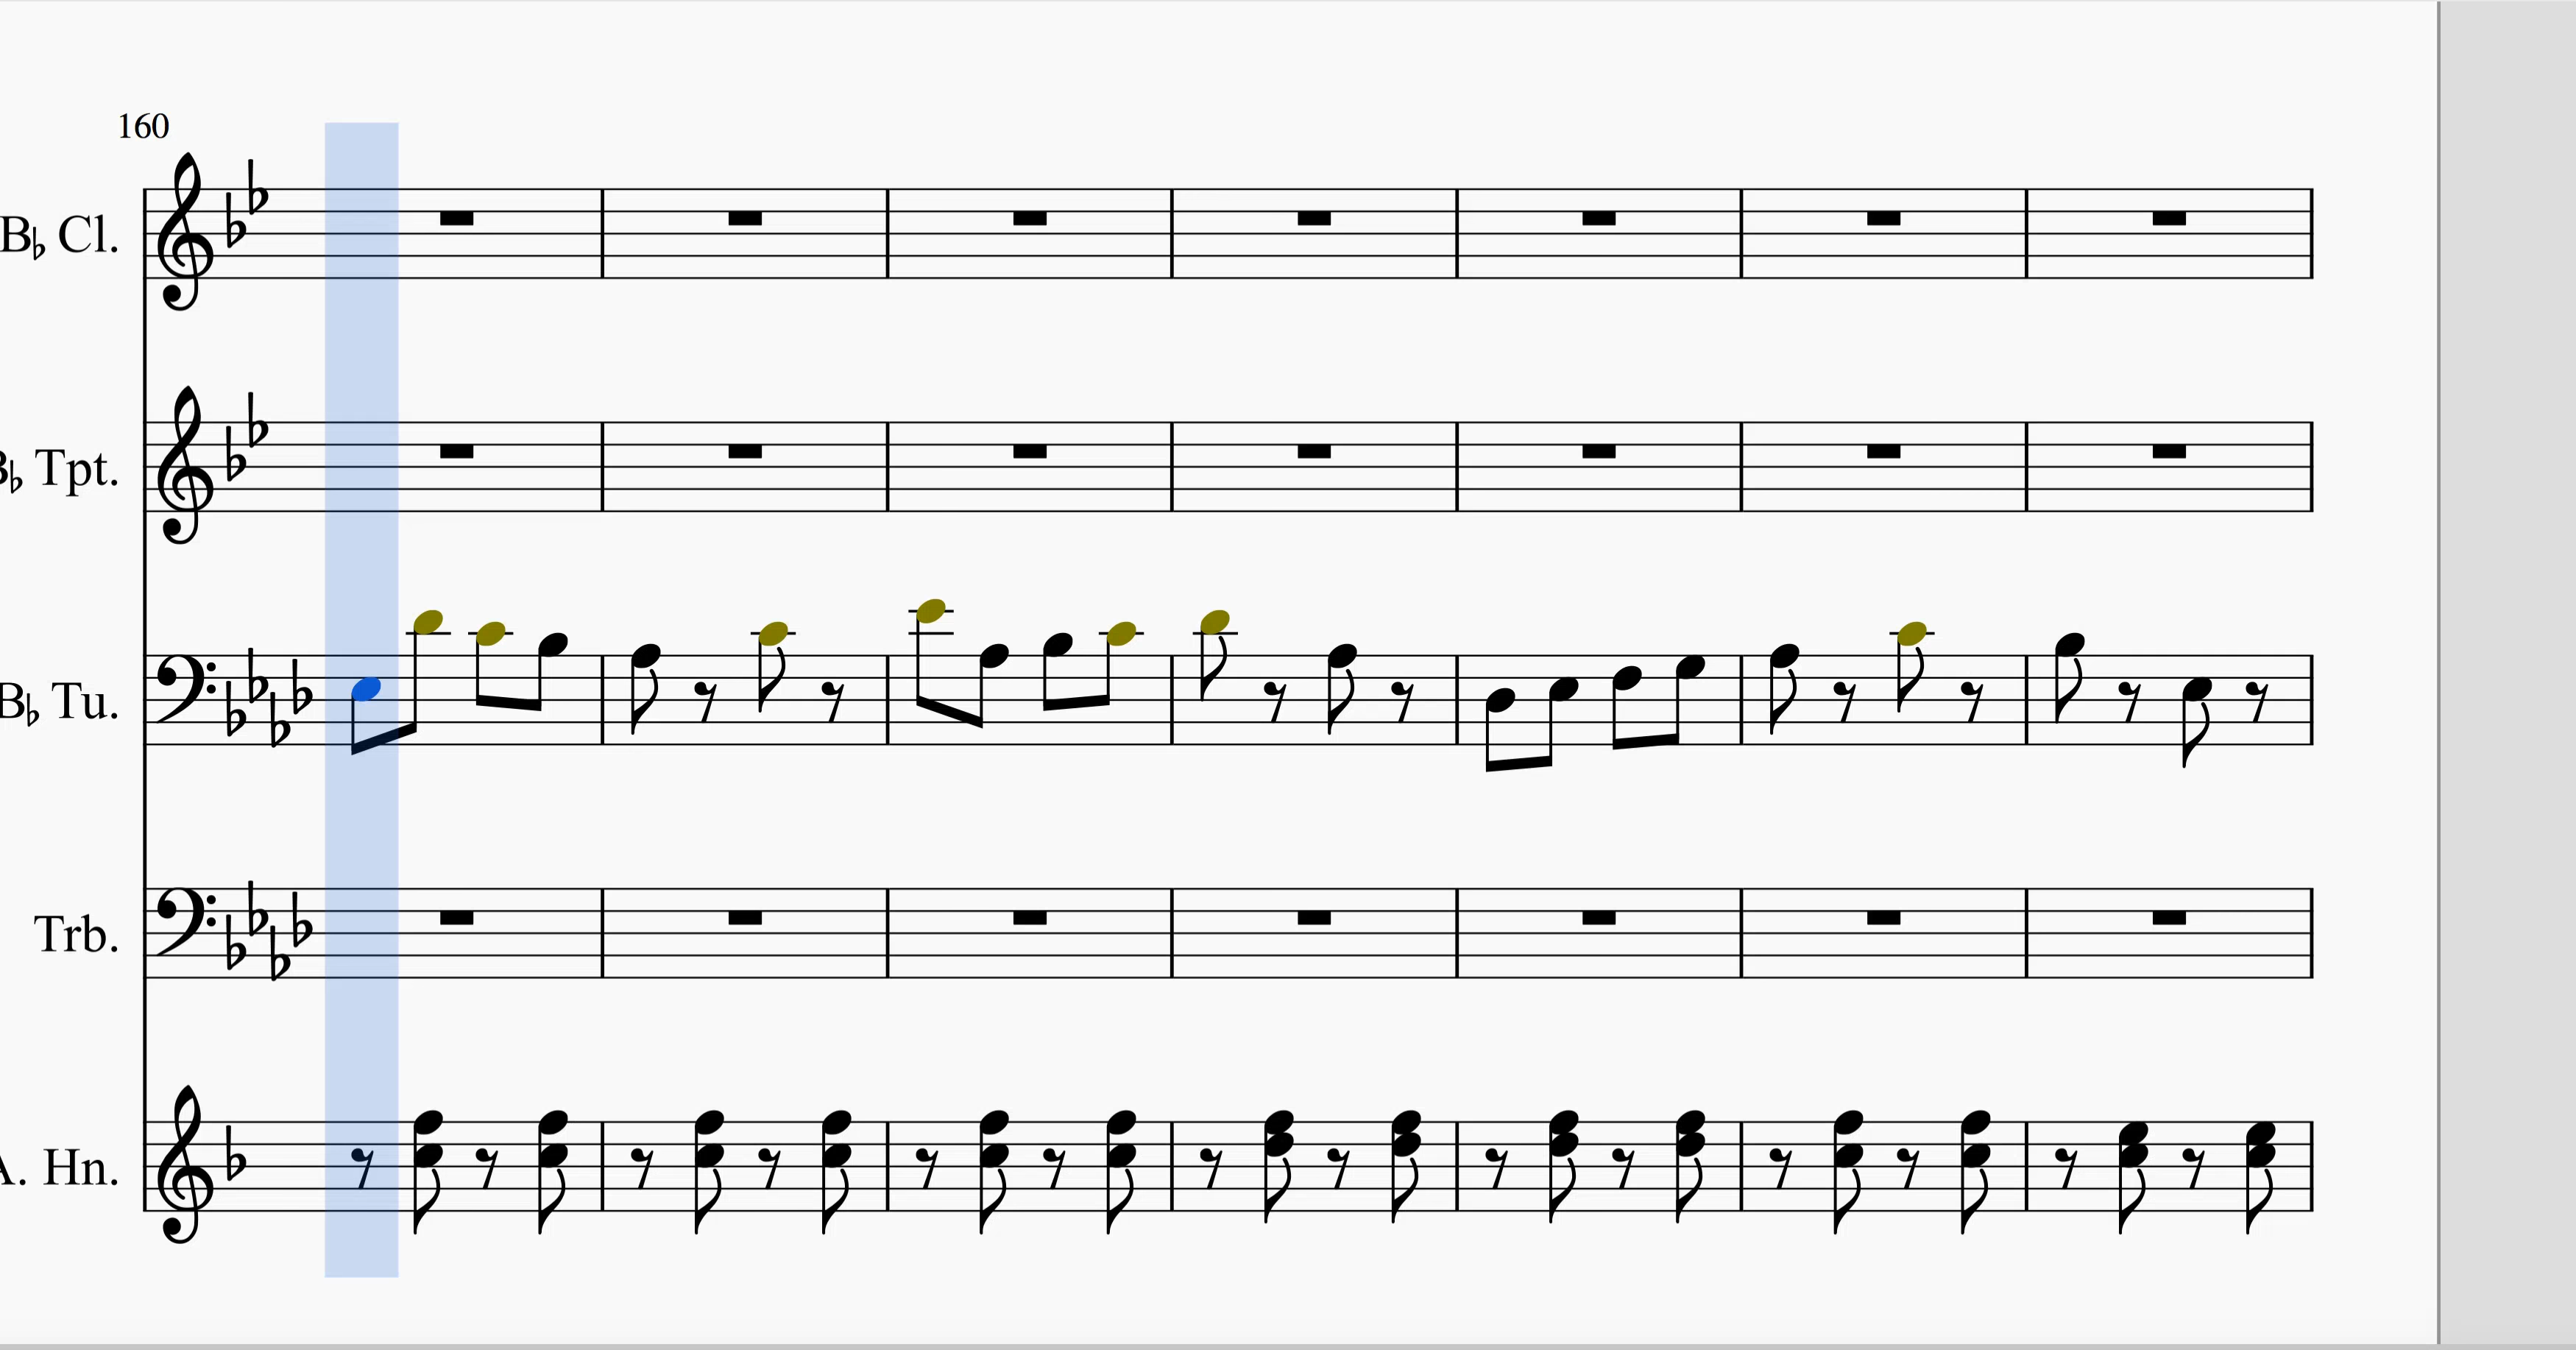 160
B♭ Cl.
B♭ Tpt.
B♭ Tu.
Trb.
A. Hn.